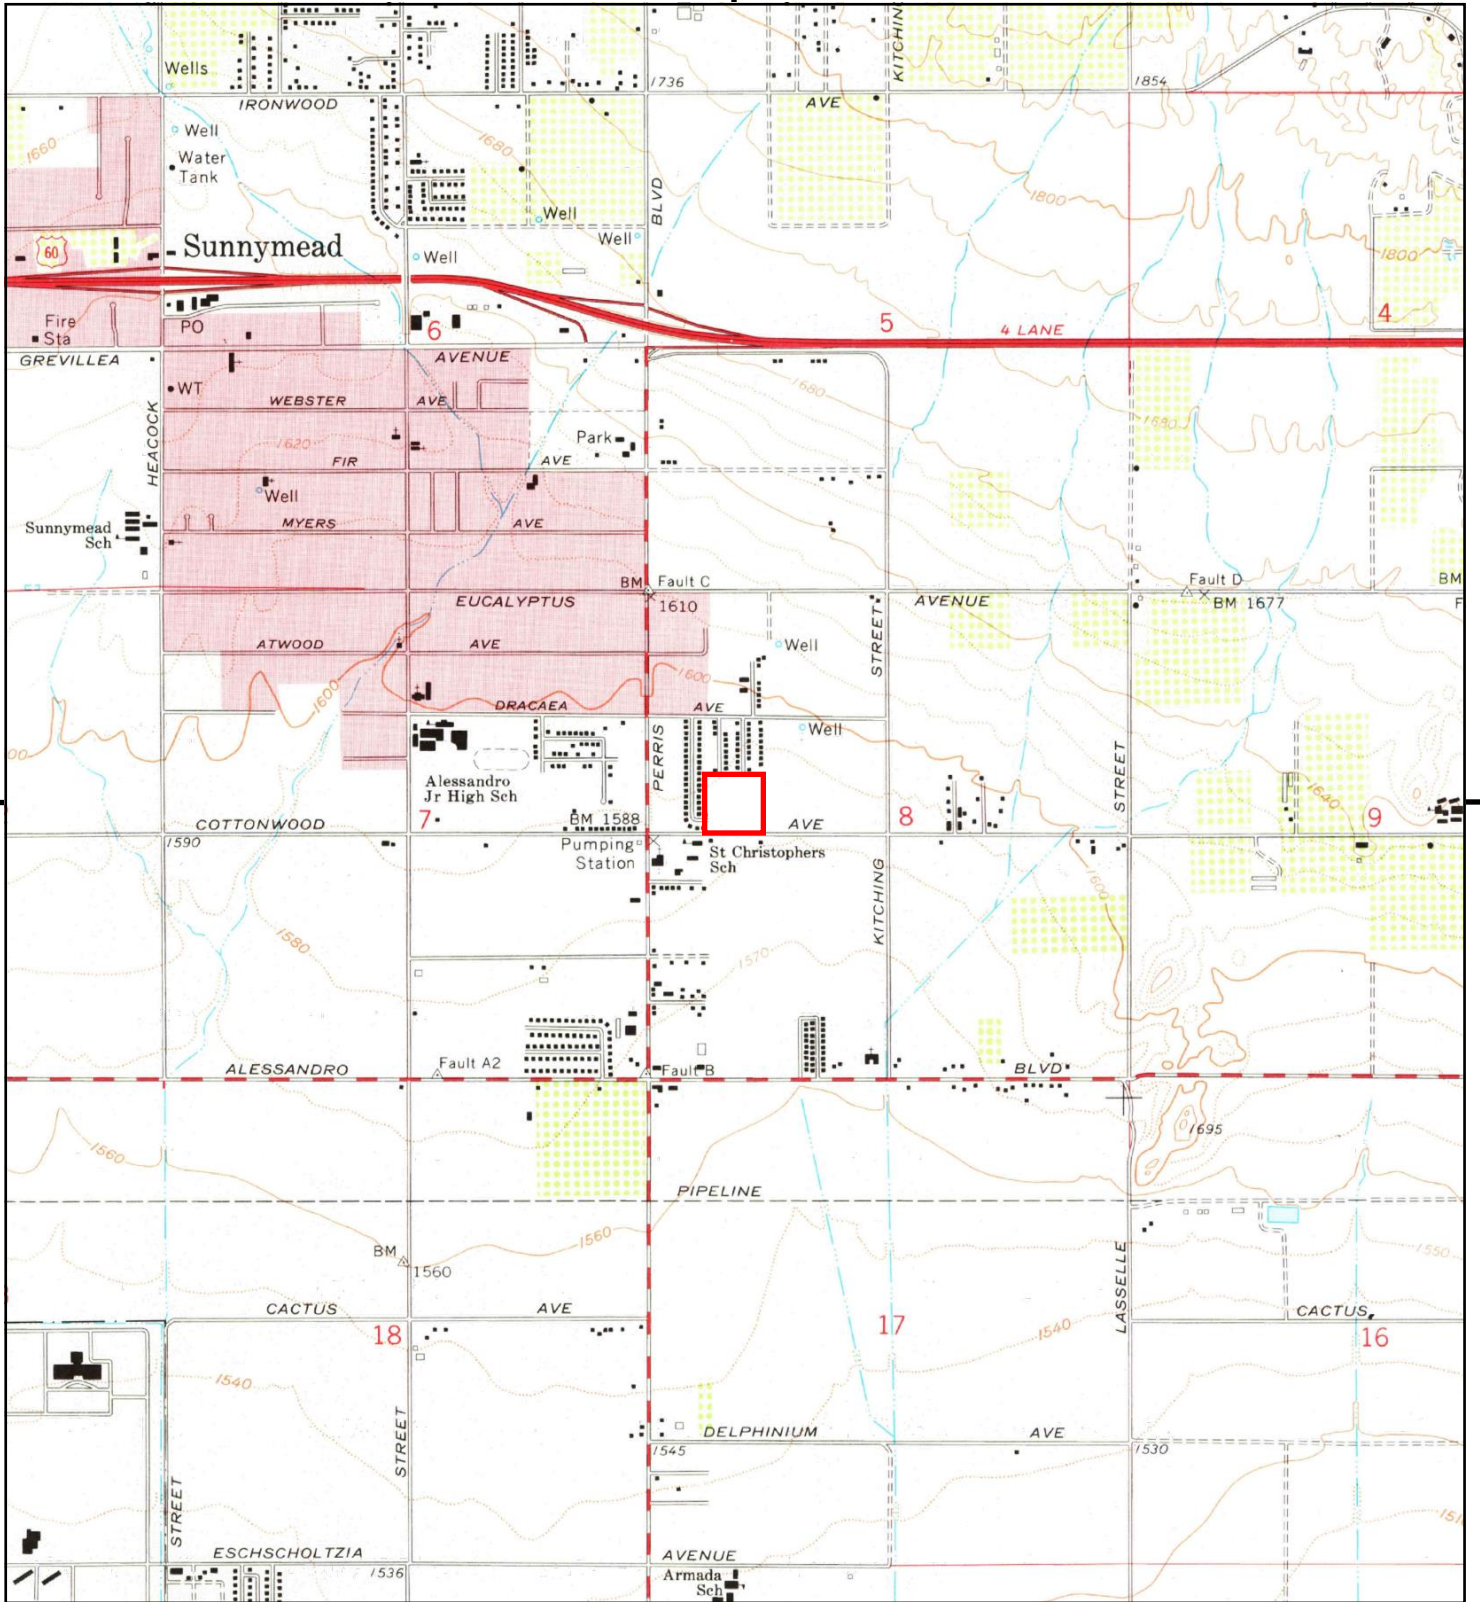 KITCHING
Wells
1736
1854
IRONWOOD
AVE
1660
Well
1680
Water
Tank
BLVD
Well
1800
Well
60
Sunnymead
Well
1800
Fire
Sta
PO
6
5
4 LANE
4
GREVILLEA
AVENUE
WT
WEBSTER
AVE
1680
HEACOCK
1620
Park
1680
FIR
AVE
Well
Sunnymead
Sch
MYERS
AVE
BM
Fault C
1610
Fault D
BM 1677
BM
F
EUCALYPTUS
AVENUE
ATWOOD
AVE
Well
STREET
1600
1600
DRACAEA
AVE
Well
00
PERRIS
STREET
Alessandro
Jr High Sch
1640
7
BM 1588
8
9
COTTONWOOD
AVE
1590
Pumping
Station
St Christophers
Sch
1600
KITCHING
1580
1570
Fault A2
Fault B
ALESSANDRO
BLVD
1695
1560
PIPELINE
BM
1560
1560
1550
LASSELLE
CACTUS
AVE
CACTUS
18
17
1540
16
1540
STREET
DELPHINIUM
AVE
1545
1530
STREET
151
ESCHSCHOLTZIA
AVENUE
1536
Armada
Sch